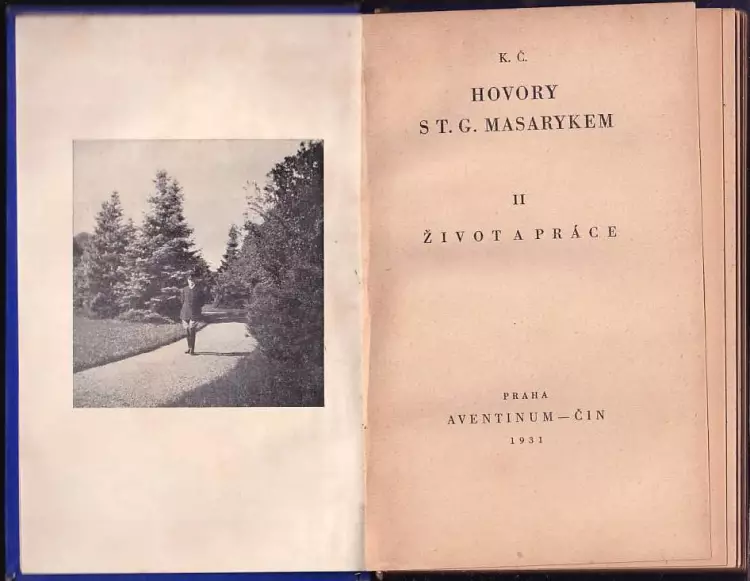 K. Č.
HOVORY
S T. G. MASARYKEM
II
ŽIVOT A PRÁCE
PRAHA
AVENTINUM — ČIN
1931